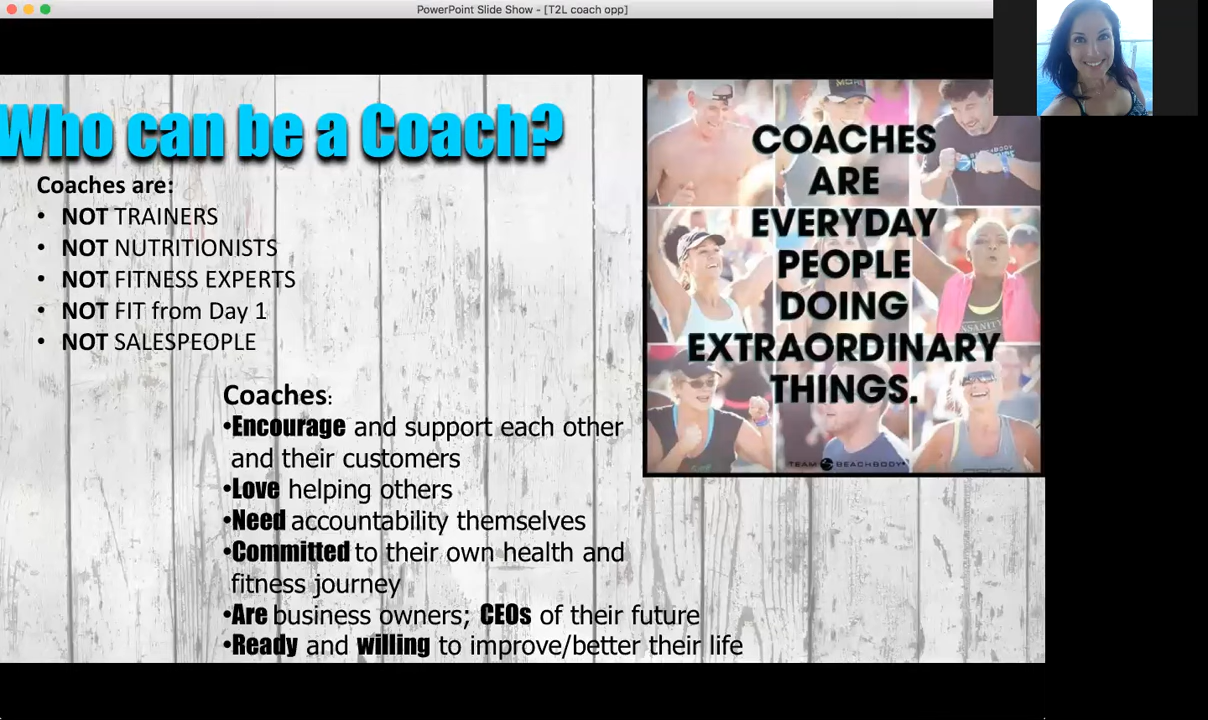 PowerPoint Slide Show - [T2L coach opp]
Who can be a Coach?
Coaches are:
• NOT TRAINERS
• NOT NUTRITIONISTS
• NOT FITNESS EXPERTS
• NOT FIT from Day 1
• NOT SALESPEOPLE
Coaches:
•Encourage and support each other
and their customers
•Love helping others
•Need accountability themselves
•Committed to their own health and
fitness journey
•Are business owners; CEOs of their future
•Ready and willing to improve/better their life
COACHES
ARE
EVERYDAY
PEOPLE
DOING
EXTRAORDINARY
THINGS.
TEAM BEACHBODY